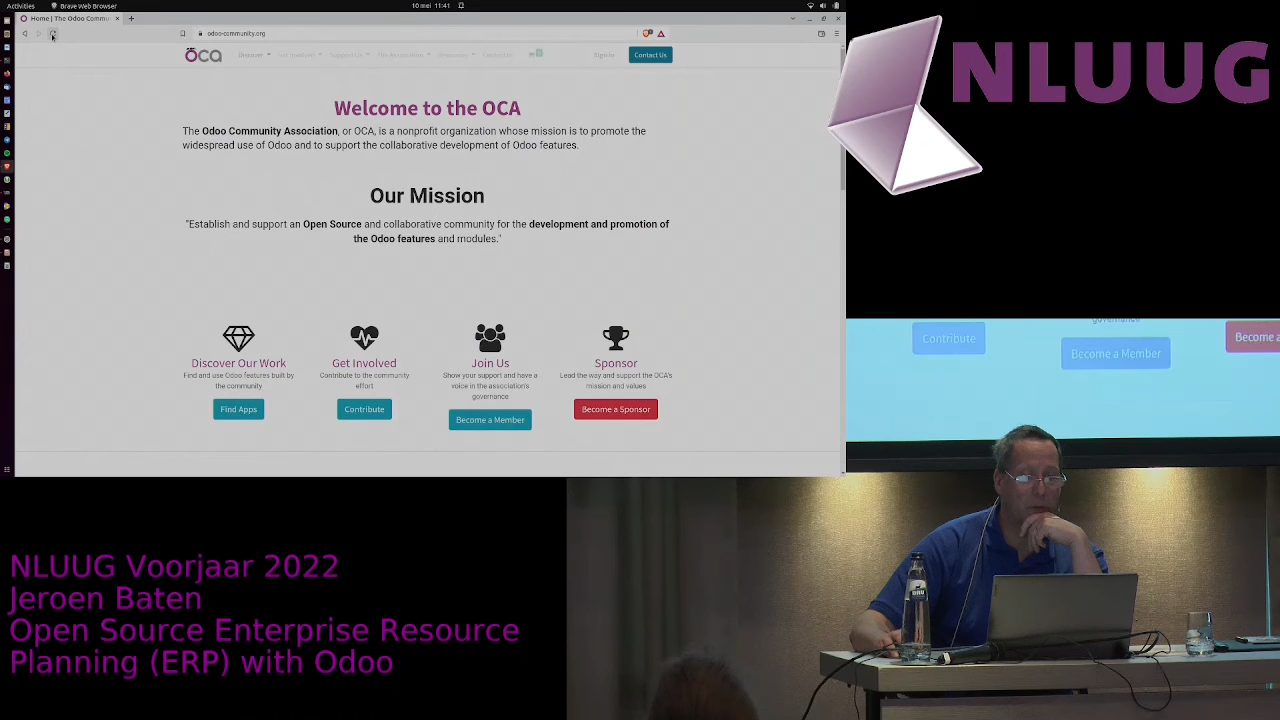 Activities
Brave Web Browser
10 mei 11:41
Home | The Odoo Commu
odoo-community.org
OCA
Discover
Sign in
Contact Us
Welcome to the OCA
The Odoo Community Association, or OCA, is a nonprofit organization whose mission is to promote the
widespread use of Odoo and to support the collaborative development of Odoo features.
Our Mission
"Establish and support an Open Source and collaborative community for the development and promotion of
the Odoo features and modules."
Discover Our Work
Find and use Odoo features built by
the community
Find Apps
Get Involved
Contribute to the community
effort
Contribute
Join Us
Show your support and have a
voice in the association's
governance
Become a Member
Sponsor
Lead the way and support the OCA's
mission and values
Become a Sponsor
NLUUG
governance
Contribute
Become a Member
Become a
BRU
NLUUG Voorjaar 2022
Jeroen Baten
Open Source Enterprise Resource
Planning (ERP) with Odoo